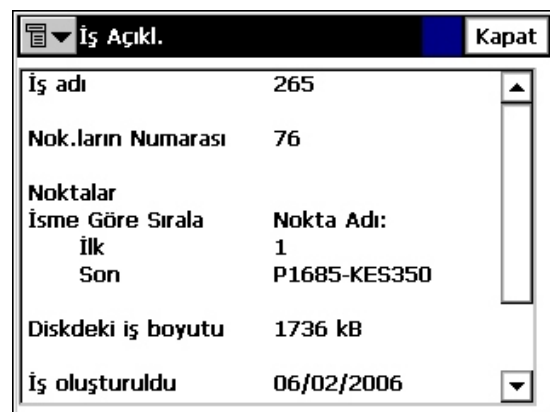 İş Açıkl. Kapat
İş adı 265
Nok.ların Numarası 76
Noktalar
İsme Göre Sırala Nokta Adı:
İlk 1
Son P1685-KES350
Diskdeki iş boyutu 1736 kB
İş oluşturuldu 06/02/2006